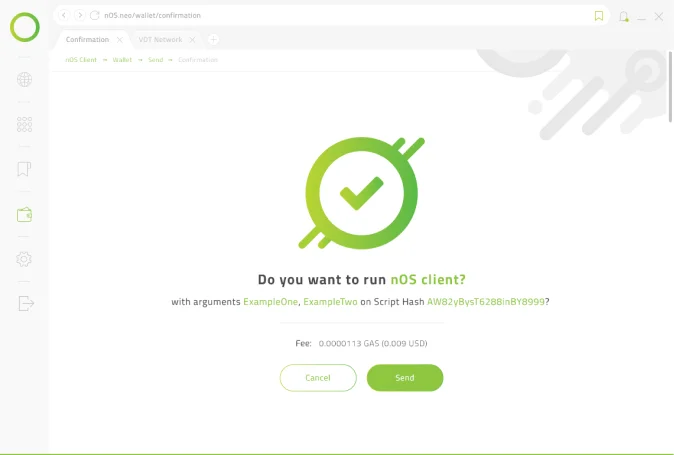 nOS.neo/wallet/confirmation
Confirmation
VDT Network
nOS Client → Wallet → Send → Confirmation
Do you want to run nOS client?
with arguments ExampleOne, ExampleTwo on Script Hash AW82yBysT6288inBY8999?
Fee: 0.0000113 GAS (0.009 USD)
Cancel
Send